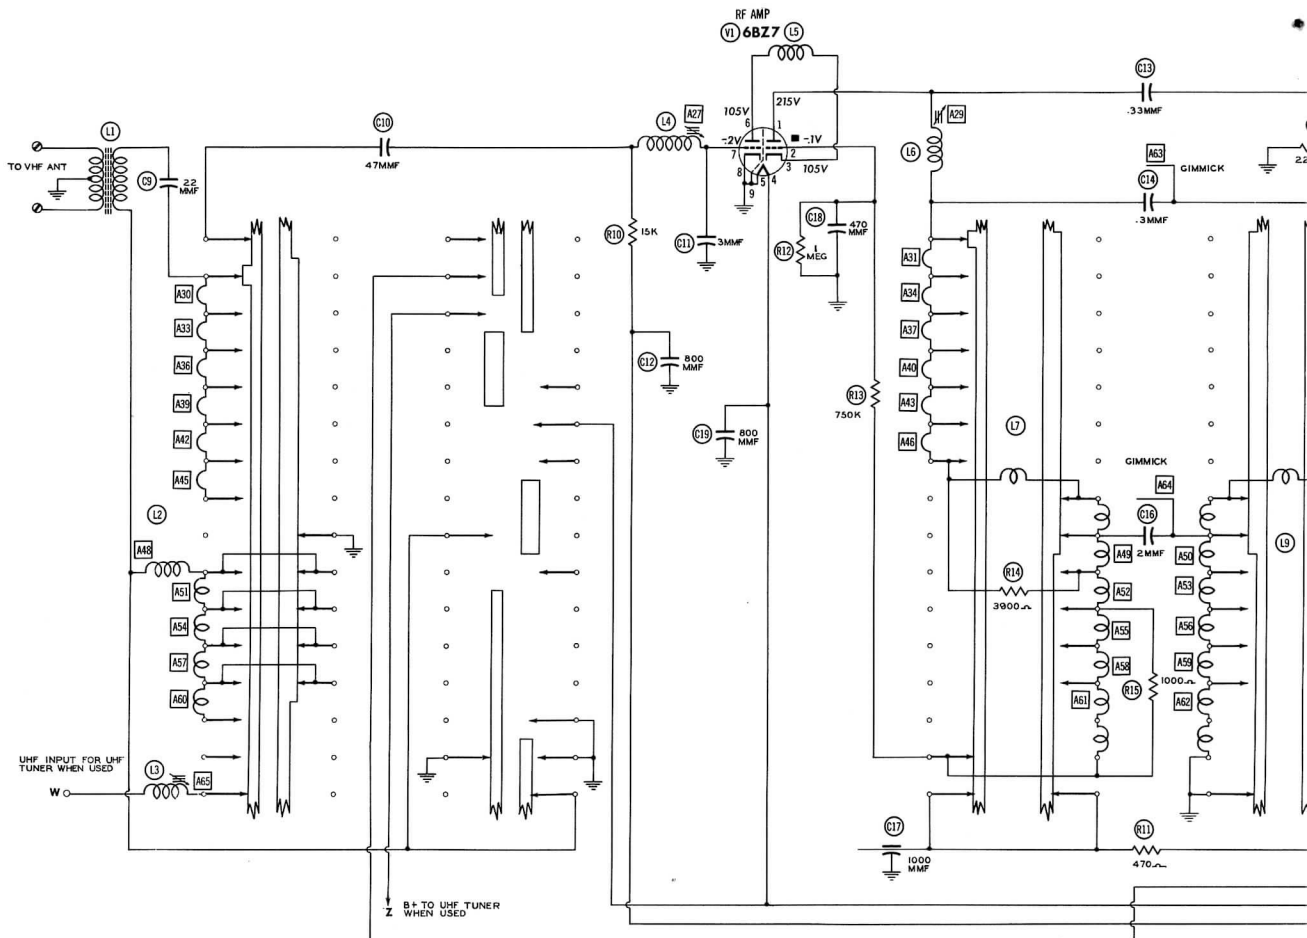 RF AMP
V1 6BZ7 L5
C13
.33MMF
105V
215V
6
1
L1
C10
47MMF
L4
A27
-.2V
7
■ -.1V
2
3
105V
8
9
5
4
A29
L6
A63
GIMMICK
C14
.3MMF
22
TO VHF ANT
C9
22
MMF
R10
15K
C11
3MMF
R12
1
MEG
C18
470
MMF
A30
A33
A36
A39
A42
A45
A31
A34
A37
A40
A43
A46
C12
800
MMF
C19
800
MMF
R13
750K
L7
GIMMICK
A64
C16
2MMF
L9
L2
A48
A51
A54
A57
A60
R14
3900Ω
A49
A52
A55
A58
A61
R15
1000Ω
A50
A53
A56
A59
A62
UHF INPUT FOR UHF
TUNER WHEN USED
W
L3
A65
C17
1000
MMF
R11
470Ω
Z
B+ TO UHF TUNER
WHEN USED